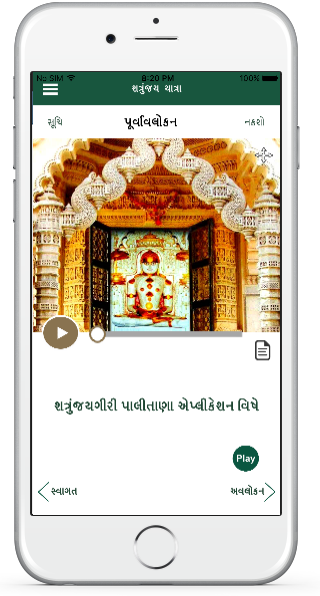 No SIM 8:20 PM 100%
શત્રુંજય યાત્રા
સૂચિ પૂર્વાવલોકન નકશો
શત્રુંજયગીરી પાલીતાણા એપ્લીકેશન વિષે
Play
સ્વાગત અવલોકન